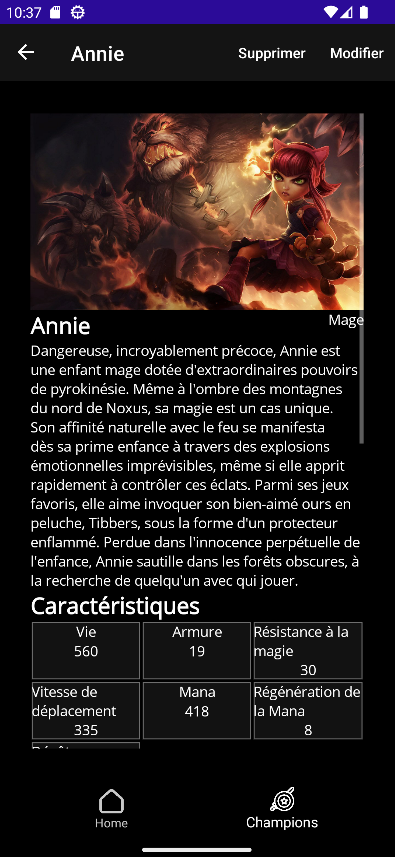 10:37
Annie
Supprimer
Modifier
Annie
Mage
Dangereuse, incroyablement précoce, Annie est
une enfant mage dotée d'extraordinaires pouvoirs
de pyrokinésie. Même à l'ombre des montagnes
du nord de Noxus, sa magie est un cas unique.
Son affinité naturelle avec le feu se manifesta
dès sa prime enfance à travers des explosions
émotionnelles imprévisibles, même si elle apprit
rapidement à contrôler ces éclats. Parmi ses jeux
favoris, elle aime invoquer son bien-aimé ours en
peluche, Tibbers, sous la forme d'un protecteur
enflammé. Perdue dans l'innocence perpétuelle de
l'enfance, Annie sautille dans les forêts obscures, à
la recherche de quelqu'un avec qui jouer.
Caractéristiques
Vie
560
Armure
19
Résistance à la
magie
30
Vitesse de
déplacement
335
Mana
418
Régénération de
la Mana
8
Home
Champions